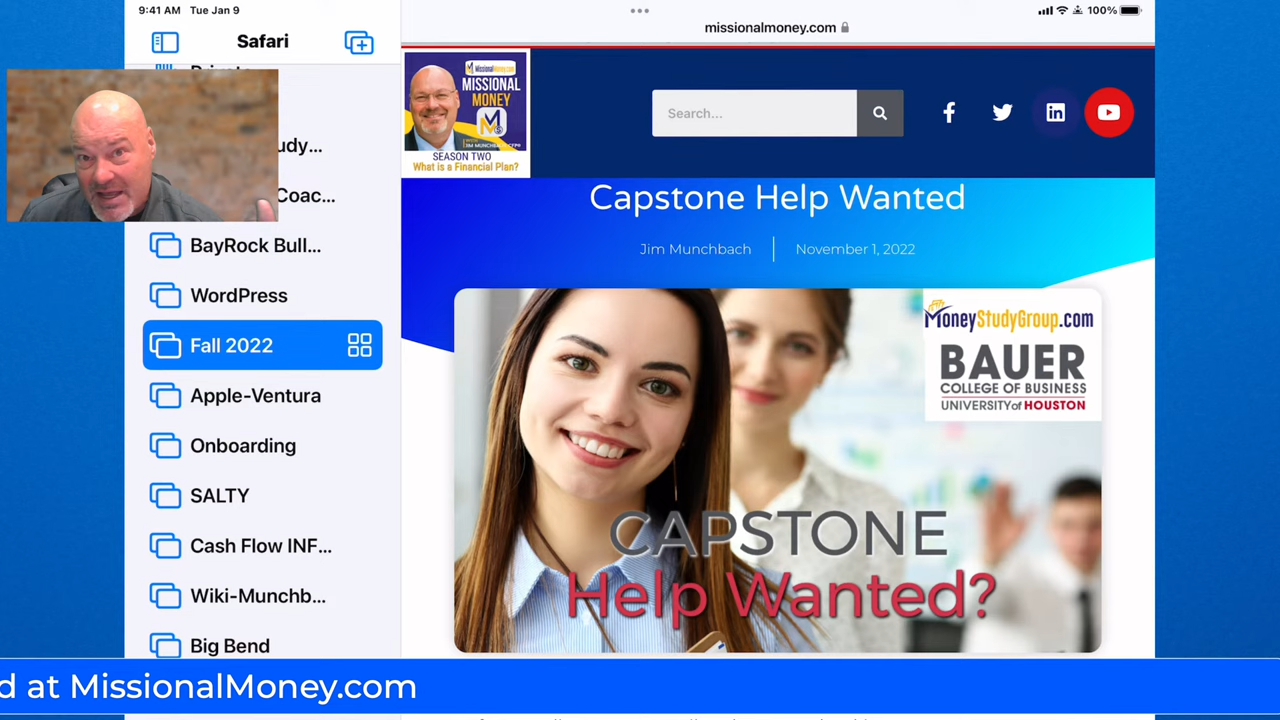 9:41 AM Tue Jan 9
100%
Safari
missionalmoney.com
udy...
Coac...
BayRock Bull...
WordPress
Fall 2022
Apple-Ventura
Onboarding
SALTY
Cash Flow INF...
Wiki-Munchb...
Big Bend
MissionalMoney.com
MISSIONAL
MONEY
SEASON TWO
What is a Financial Plan?
Search...
Capstone Help Wanted
Jim Munchbach
November 1, 2022
MoneyStudyGroup.com
BAUER
COLLEGE OF BUSINESS
UNIVERSITY of HOUSTON
CAPSTONE
Help Wanted?
d at MissionalMoney.com